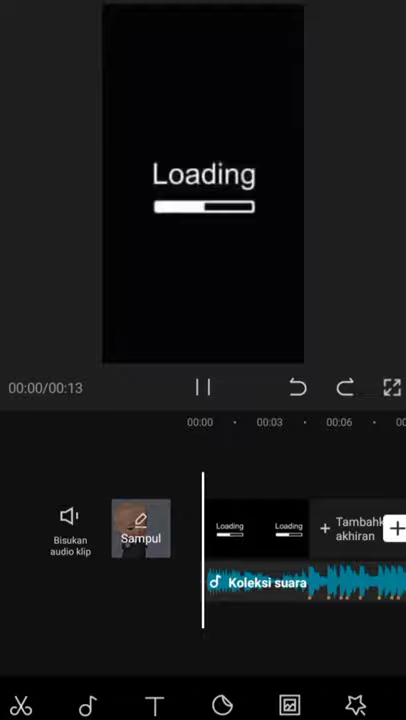 Loading
00:00/00:13
00:00
00:03
00:06
Bisukan
audio klip
Sampul
Loading
Loading
+ Tambahk
akhiran
Koleksi suara